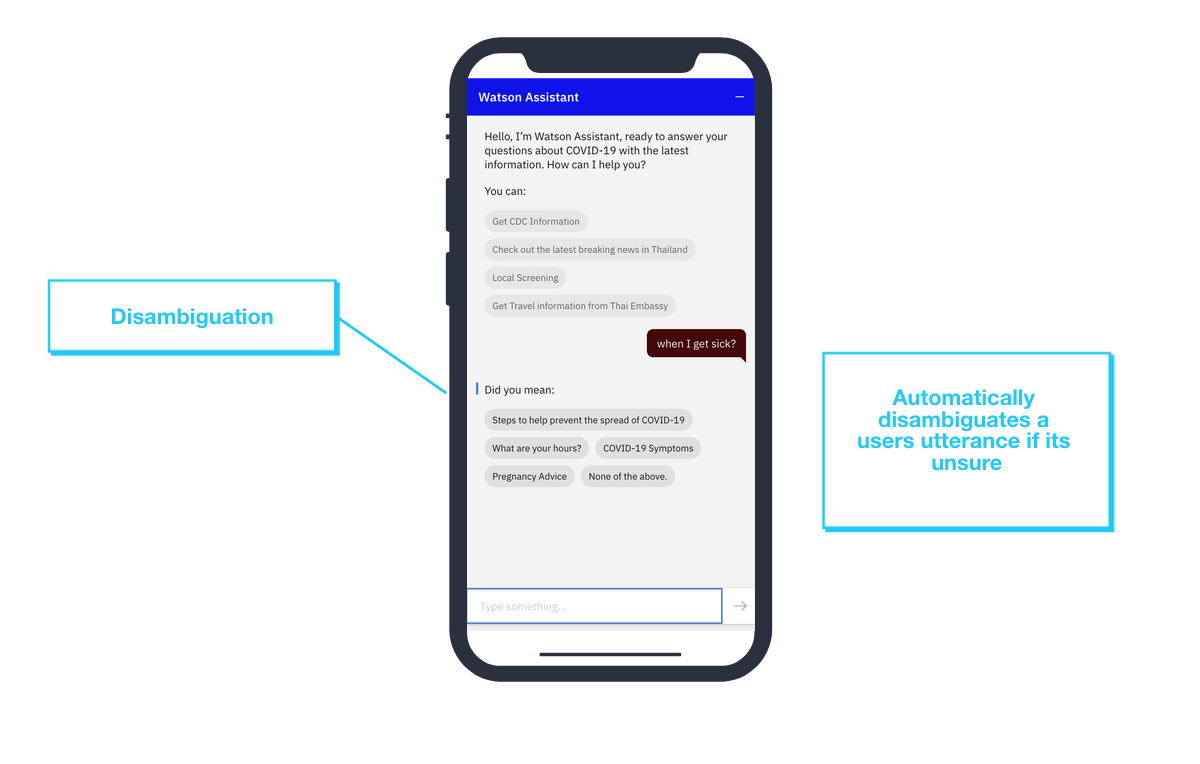 Watson Assistant
Hello, I’m Watson Assistant, ready to answer your
questions about COVID-19 with the latest
information. How can I help you?
You can:
Get CDC Information
Check out the latest breaking news in Thailand
Local Screening
Get Travel information from Thai Embassy
when I get sick?
Disambiguation
Did you mean:
Steps to help prevent the spread of COVID-19
What are your hours? COVID-19 Symptoms
Pregnancy Advice None of the above.
Type something...
Automatically
disambiguates a
users utterance if its
unsure